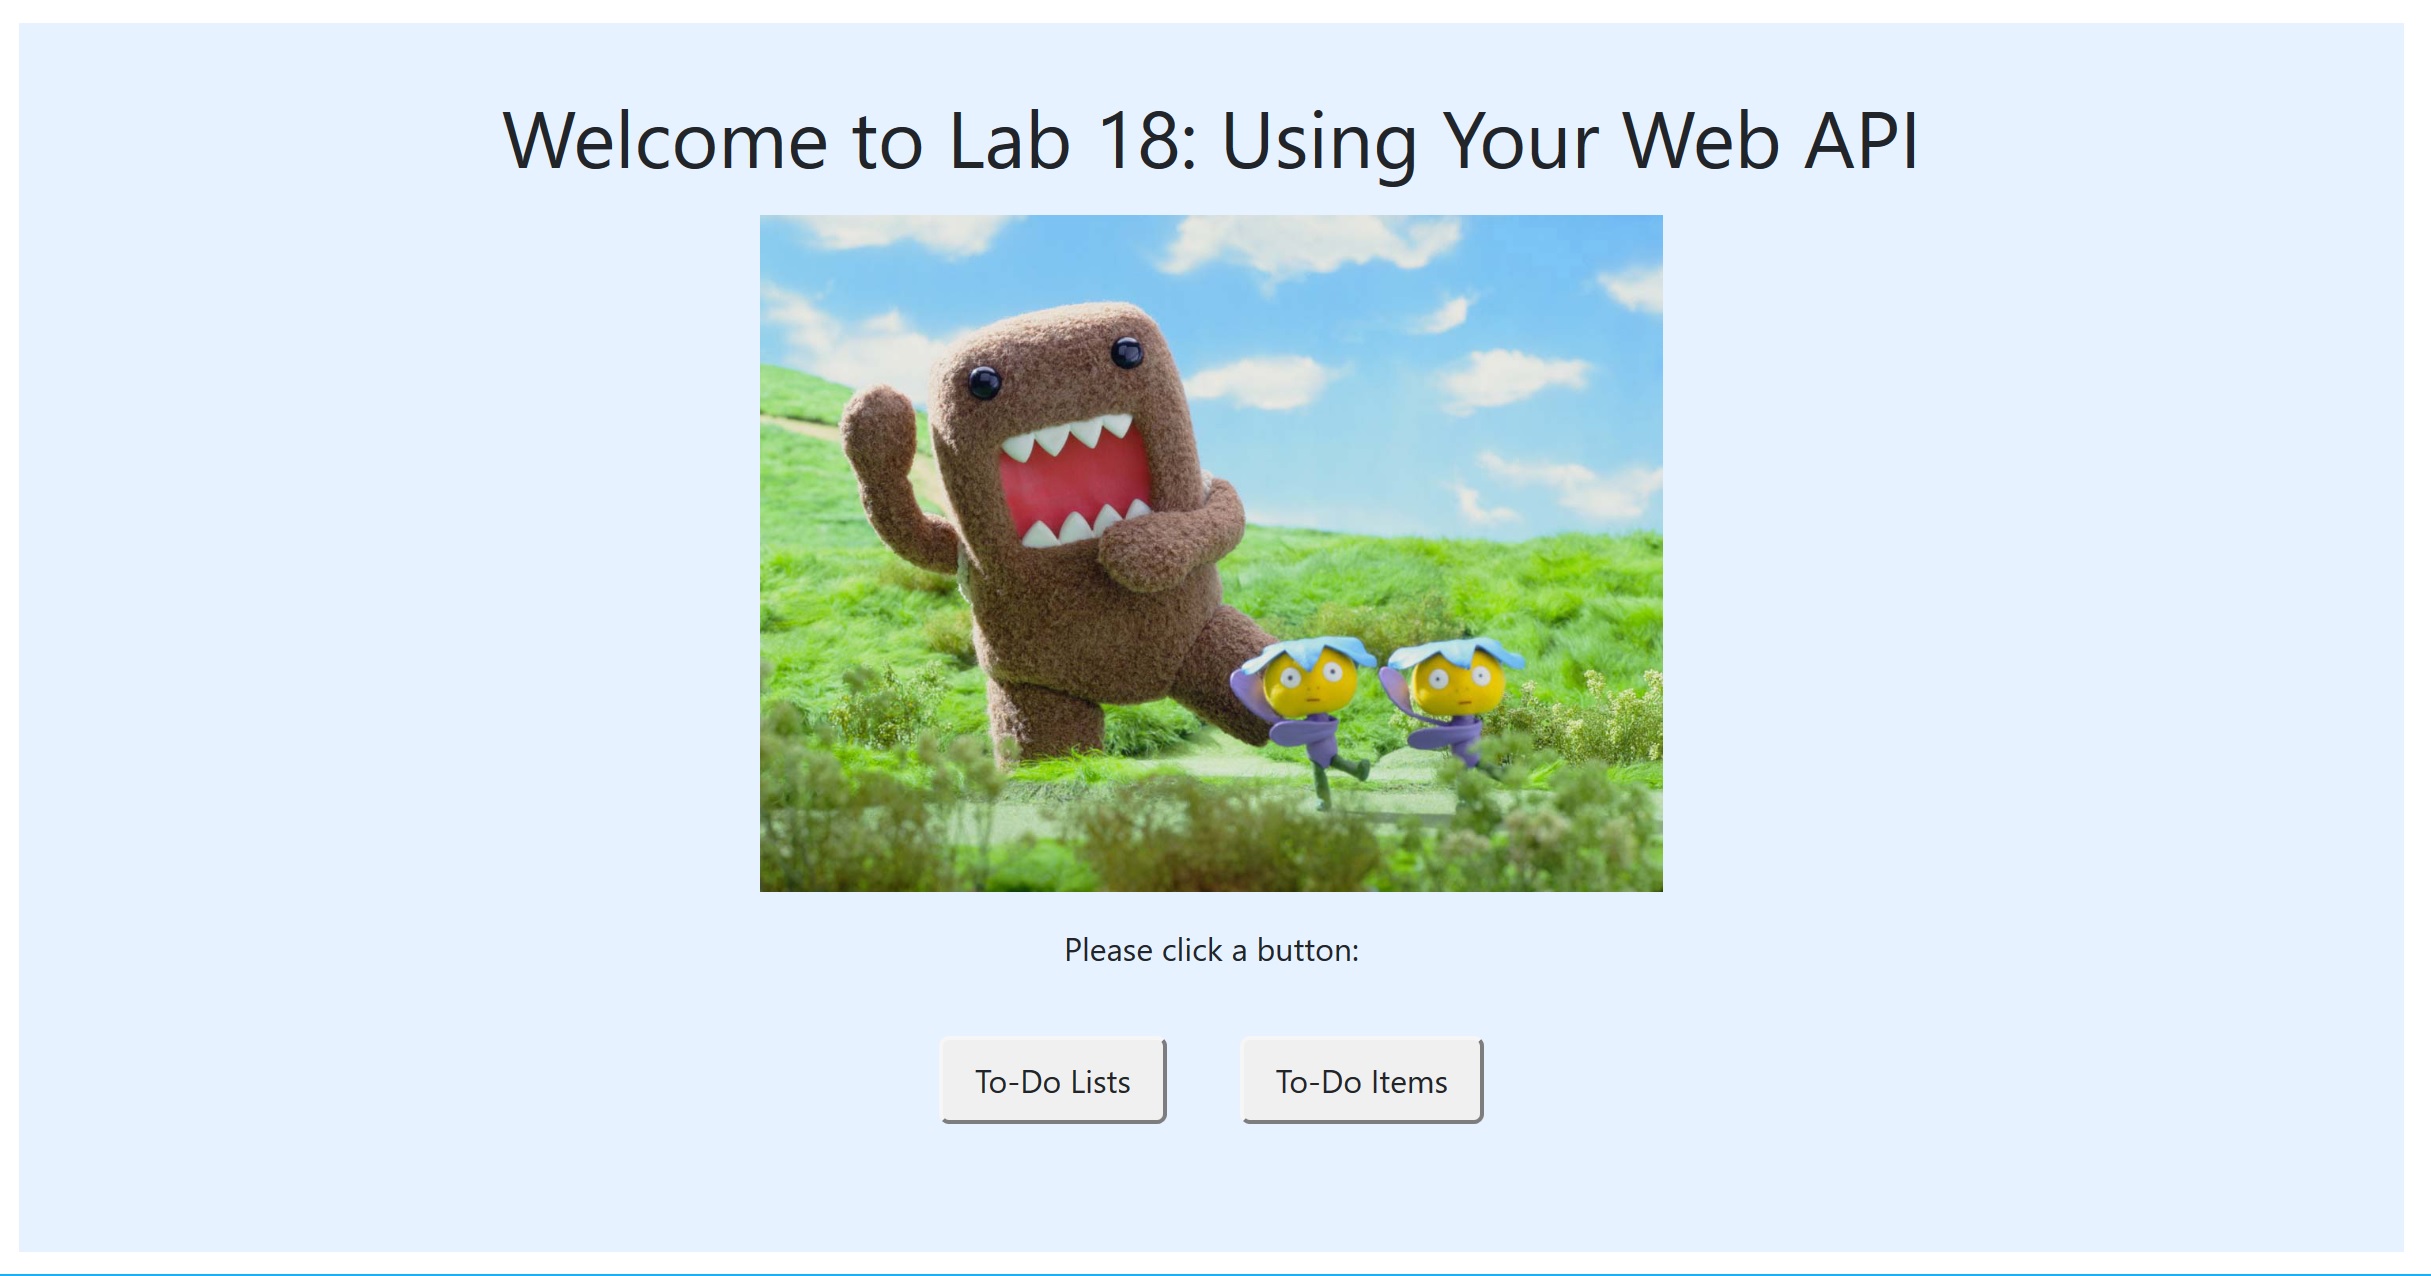 Welcome to Lab 18: Using Your Web API
Please click a button:
To-Do Lists
To-Do Items